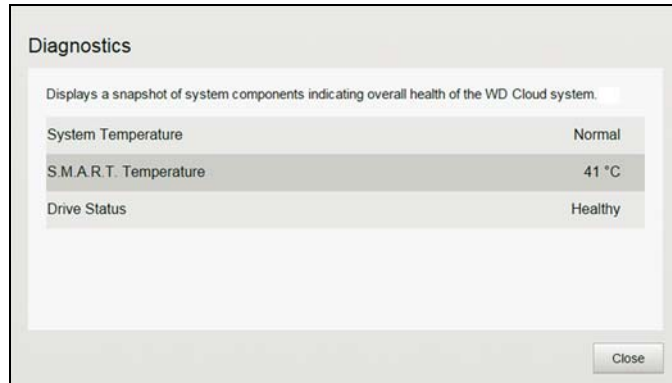 Diagnostics
Displays a snapshot of system components indicating overall health of the WD Cloud system.
System Temperature Normal
S.M.A.R.T. Temperature 41 °C
Drive Status Healthy
Close